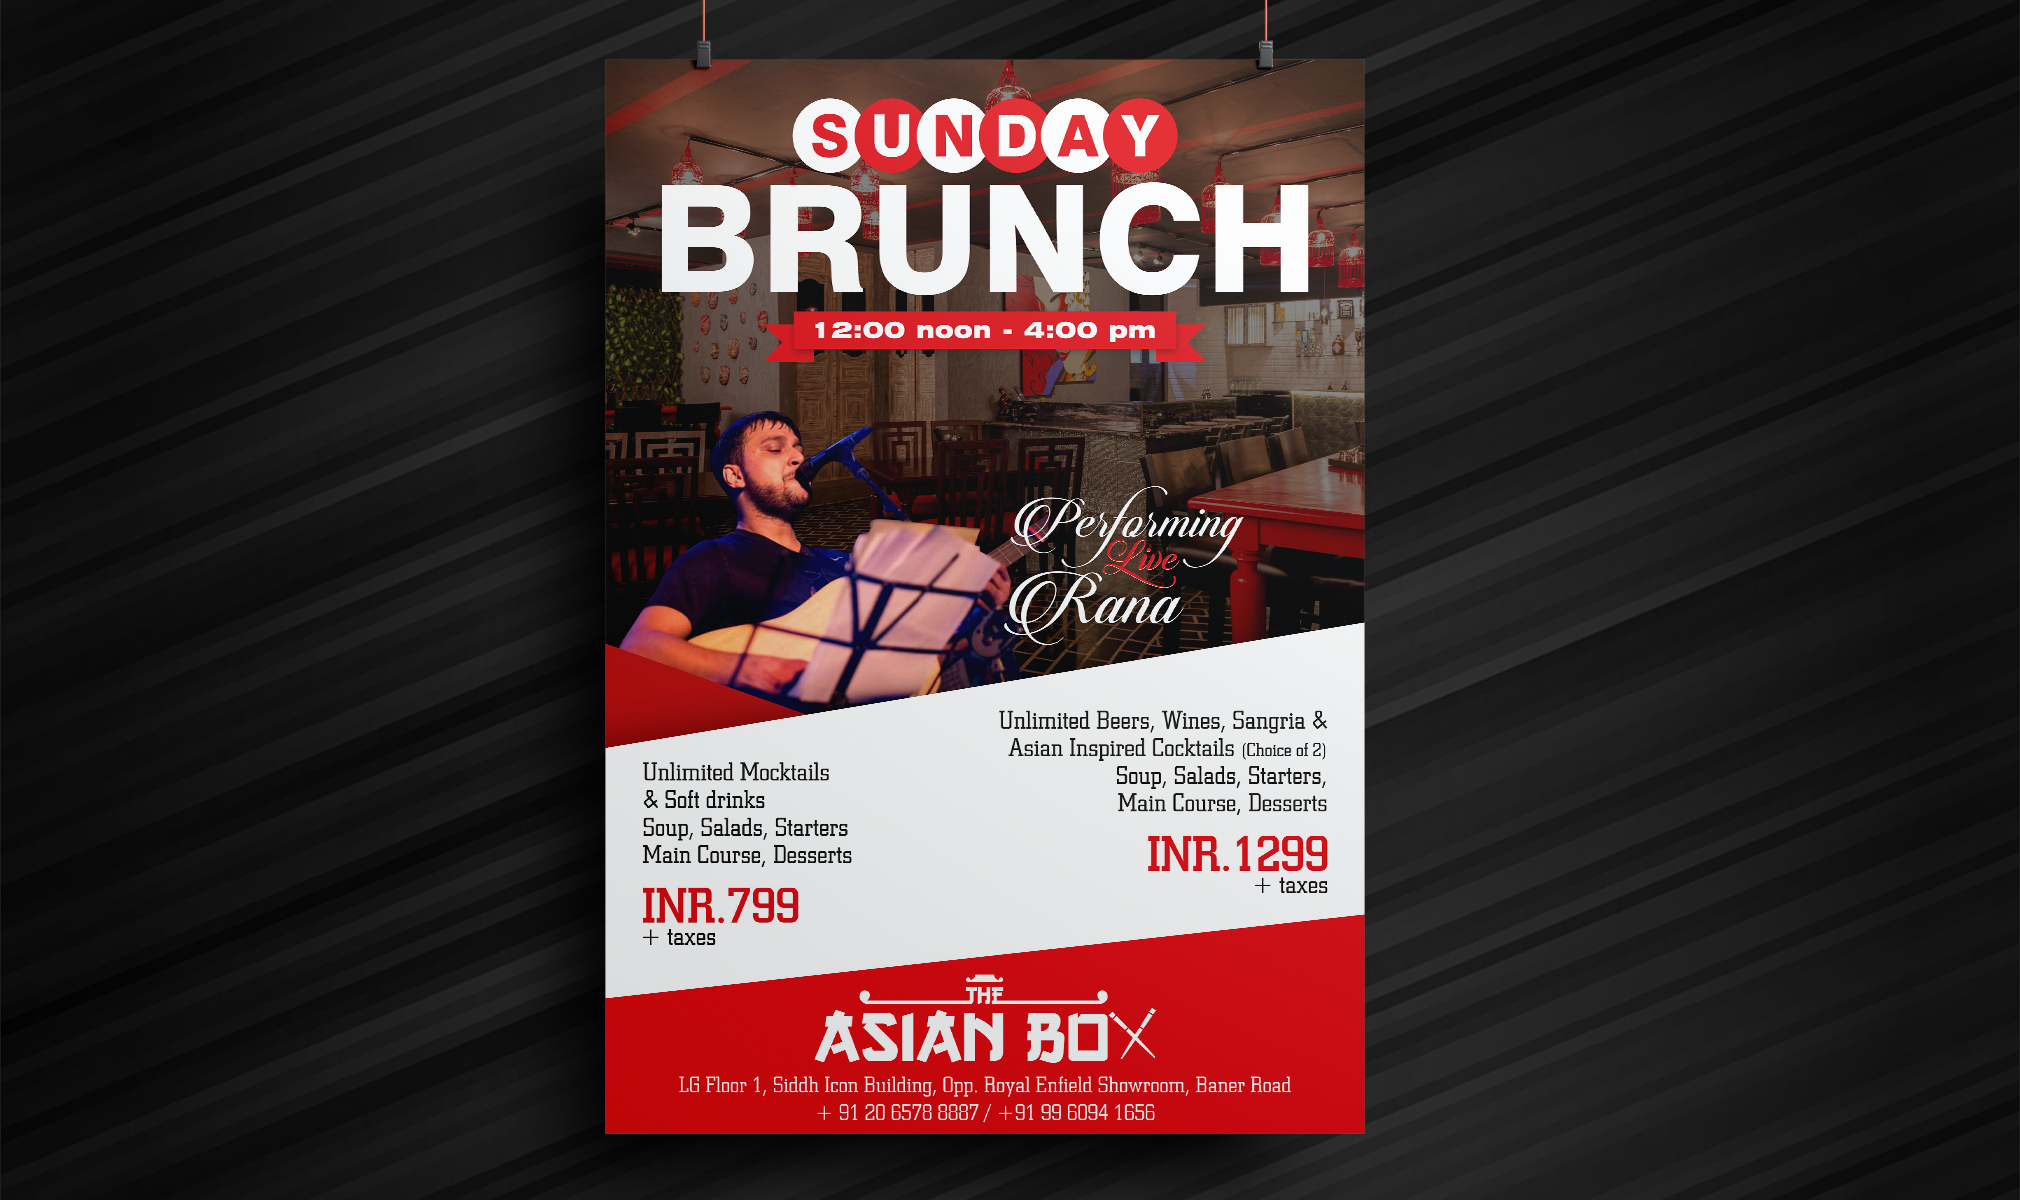 SUNDAY
BRUNCH
12:00 noon - 4:00 pm
Performing
Live
Rana
Unlimited Mocktails
& Soft drinks
Soup, Salads, Starters
Main Course, Desserts
INR.799
+ taxes
Unlimited Beers, Wines, Sangria &
Asian Inspired Cocktails (Choice of 2)
Soup, Salads, Starters,
Main Course, Desserts
INR.1299
+ taxes
THE
ASIAN BOX
LG Floor 1, Siddh Icon Building, Opp. Royal Enfield Showroom, Baner Road
+ 91 20 6578 8887 / +91 99 6094 1656